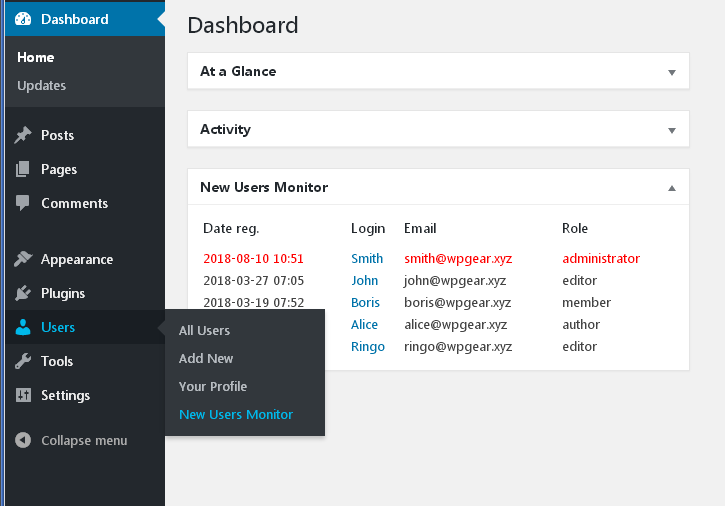 Dashboard
Home
Updates
Posts
Pages
Comments
Appearance
Plugins
Users
Tools
Settings
Collapse menu
All Users
Add New
Your Profile
New Users Monitor
Dashboard
At a Glance
Activity
New Users Monitor
Date reg. Login Email Role
2018-08-10 10:51 Smith smith@wpgear.xyz administrator
2018-03-27 07:05 John john@wpgear.xyz editor
2018-03-19 07:52 Boris boris@wpgear.xyz member
Alice alice@wpgear.xyz author
Ringo ringo@wpgear.xyz editor